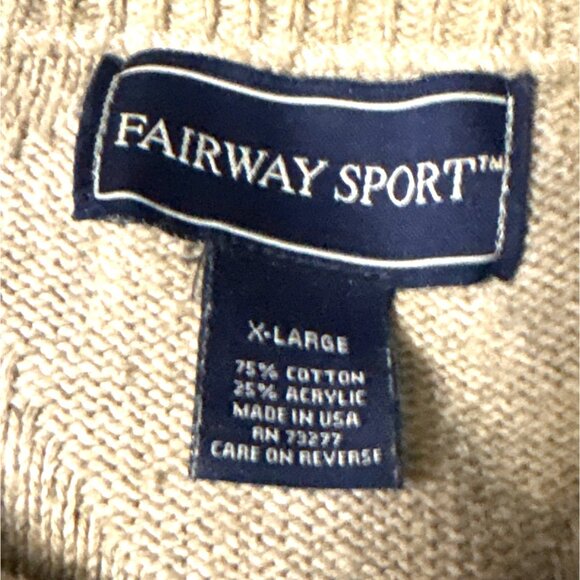 FAIRWAY SPORT™
X-LARGE
75% COTTON
25% ACRYLIC
MADE IN USA
RN 73277
CARE ON REVERSE